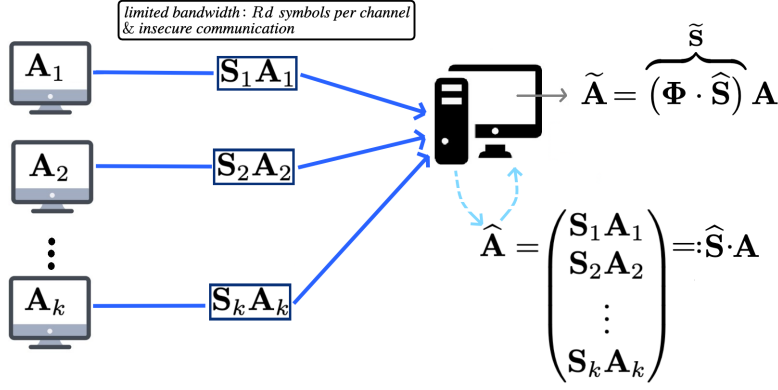 limited bandwidth: Rd symbols per channel
& insecure communication
A₁
S₁A₁
s̃
Ã = (Φ · Ŝ) A
A₂
S₂A₂
Â = (S₁A₁
S₂A₂
⋮
SₖAₖ) =: Ŝ·A
⋮
Aₖ
SₖAₖ